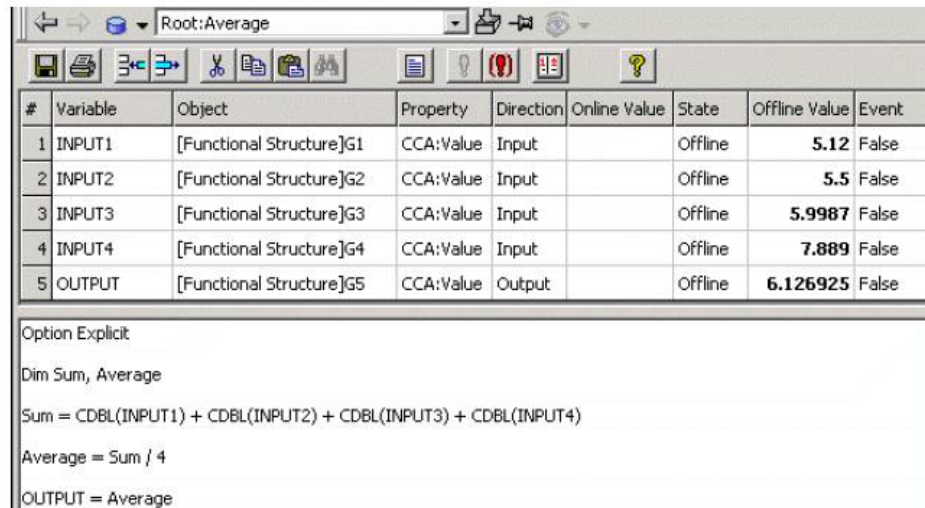 Root:Average
# Variable Object Property Direction Online Value State Offline Value Event
1 INPUT1 [Functional Structure]G1 CCA:Value Input Offline 5.12 False
2 INPUT2 [Functional Structure]G2 CCA:Value Input Offline 5.5 False
3 INPUT3 [Functional Structure]G3 CCA:Value Input Offline 5.9987 False
4 INPUT4 [Functional Structure]G4 CCA:Value Input Offline 7.889 False
5 OUTPUT [Functional Structure]G5 CCA:Value Output Offline 6.126925 False
Option Explicit
Dim Sum, Average
Sum = CDBL(INPUT1) + CDBL(INPUT2) + CDBL(INPUT3) + CDBL(INPUT4)
Average = Sum / 4
OUTPUT = Average